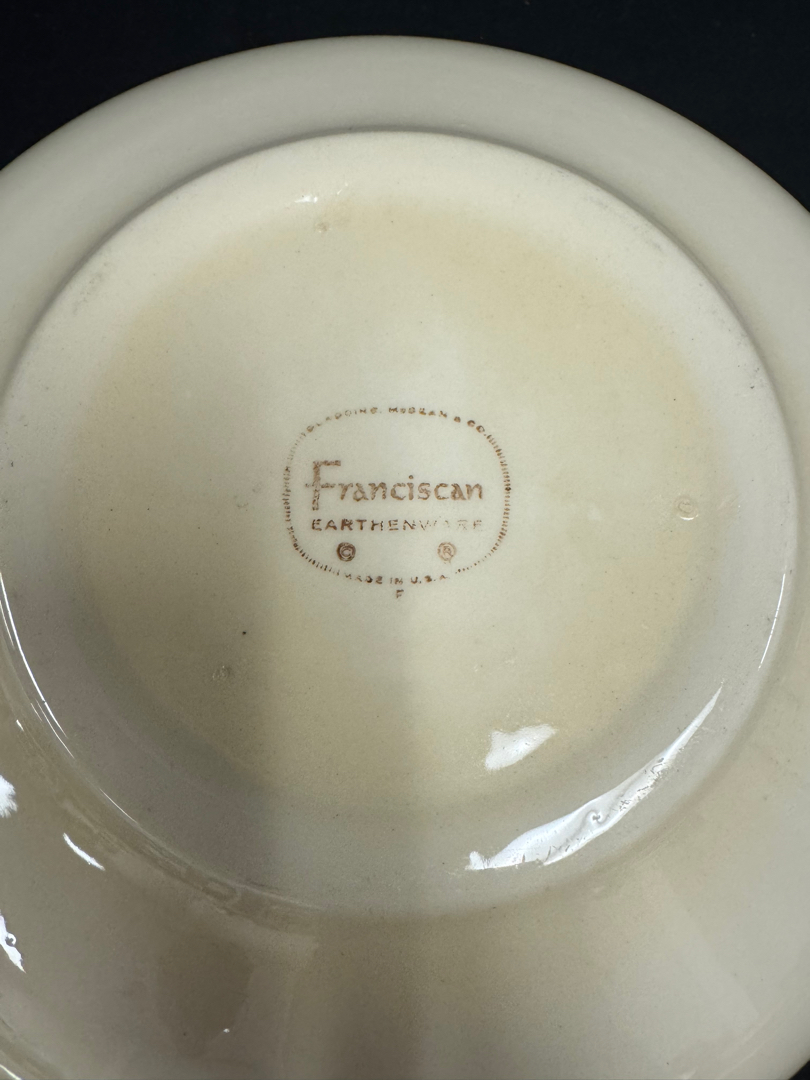 GLADDING, McBEAN & CO.
Franciscan
EARTHENWARE
© ®
MADE IN U.S.A.
F